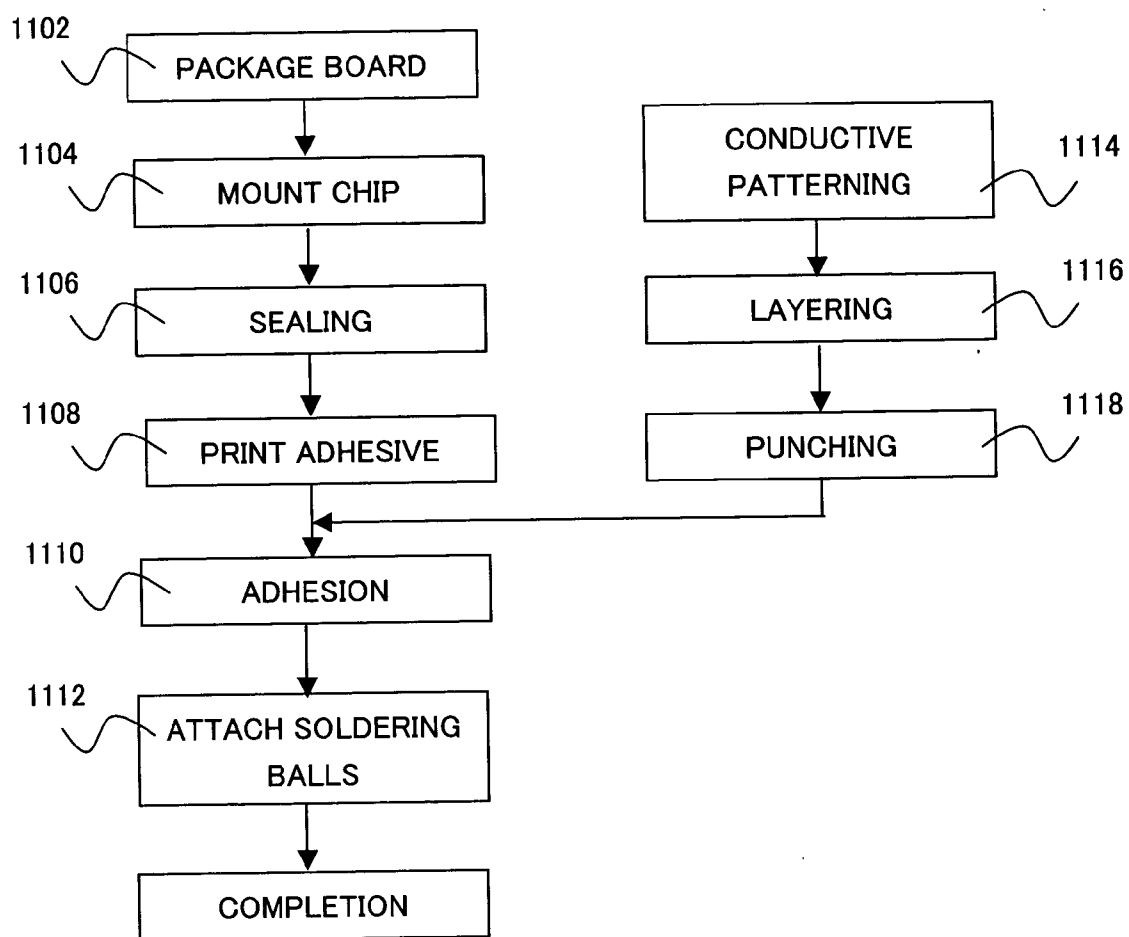 1102
PACKAGE BOARD
1104
MOUNT CHIP
1106
SEALING
1108
PRINT ADHESIVE
1110
ADHESION
1112
ATTACH SOLDERING
BALLS
COMPLETION
CONDUCTIVE
PATTERNING
1114
LAYERING
1116
PUNCHING
1118